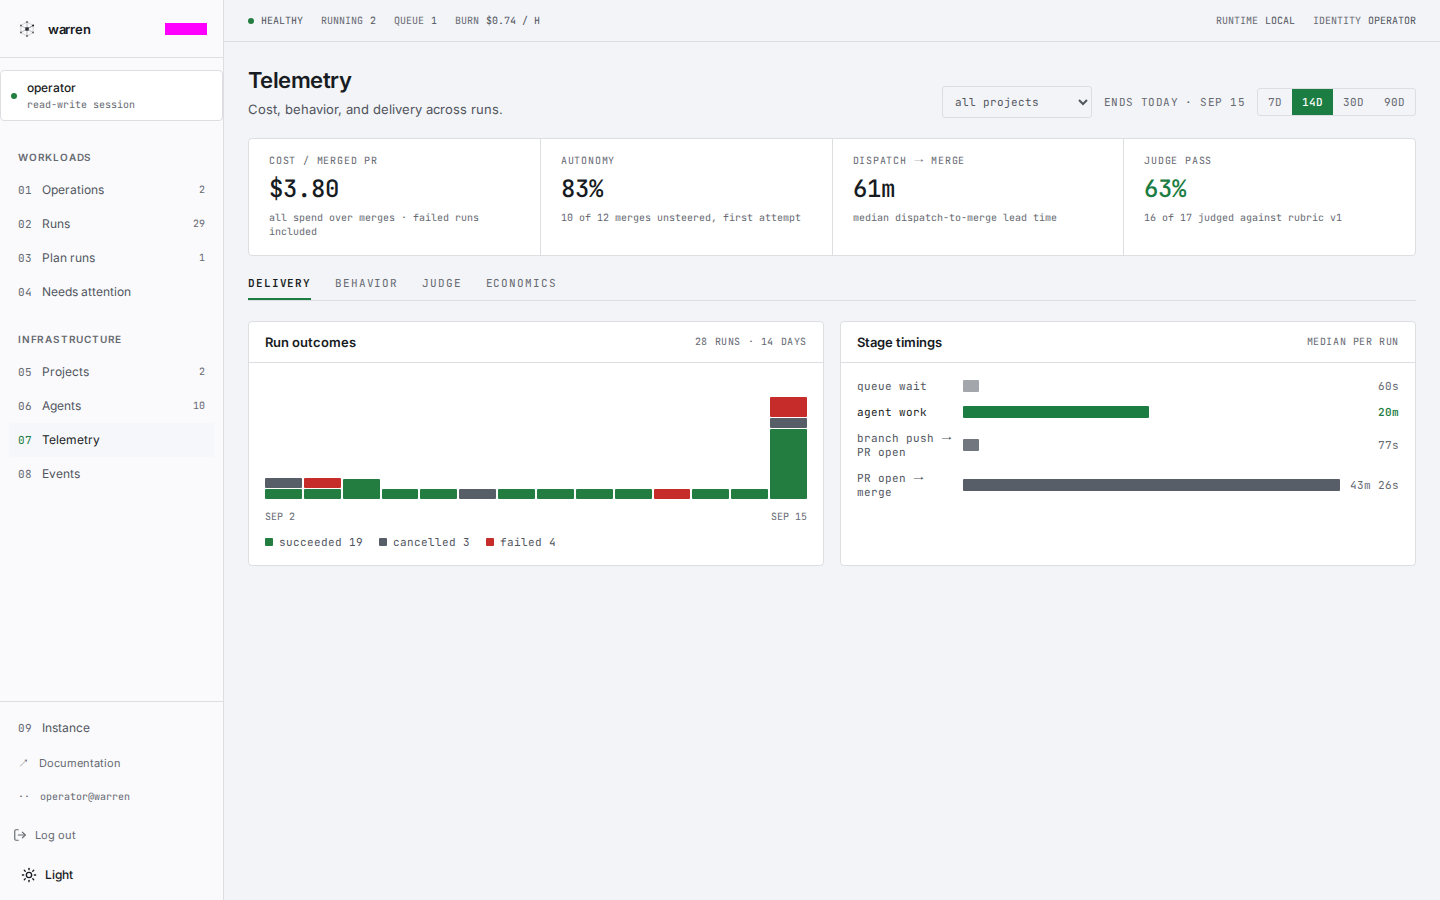 warren
HEALTHY RUNNING 2 QUEUE 1 BURN $0.74 / H
RUNTIME LOCAL IDENTITY OPERATOR
operator
read-write session
WORKLOADS
01 Operations 2
02 Runs 29
03 Plan runs 1
04 Needs attention
INFRASTRUCTURE
05 Projects 2
06 Agents 10
07 Telemetry
08 Events
09 Instance
Documentation
operator@warren
Log out
Light
Telemetry
Cost, behavior, and delivery across runs.
all projects
ENDS TODAY · SEP 15
7D 14D 30D 90D
COST / MERGED PR
$3.80
all spend over merges · failed runs
included
AUTONOMY
83%
10 of 12 merges unsteered, first attempt
DISPATCH → MERGE
61m
median dispatch-to-merge lead time
JUDGE PASS
63%
16 of 17 judged against rubric v1
DELIVERY BEHAVIOR JUDGE ECONOMICS
Run outcomes
28 RUNS · 14 DAYS
SEP 2
SEP 15
succeeded 19 cancelled 3 failed 4
Stage timings
MEDIAN PER RUN
queue wait 60s
agent work 20m
branch push →
PR open 77s
PR open →
merge 43m 26s